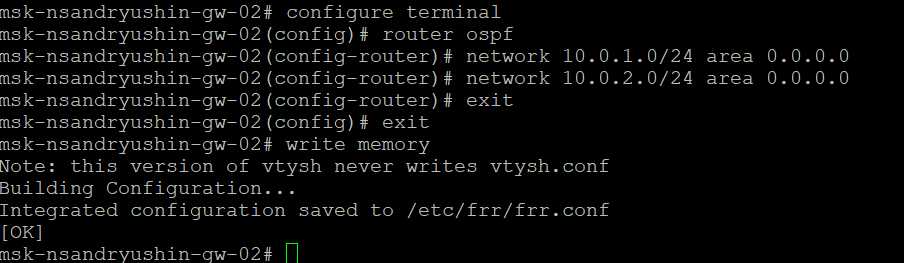 msk-nsandryushin-gw-02# configure terminal
msk-nsandryushin-gw-02(config)# router ospf
msk-nsandryushin-gw-02(config-router)# network 10.0.1.0/24 area 0.0.0.0
msk-nsandryushin-gw-02(config-router)# network 10.0.2.0/24 area 0.0.0.0
msk-nsandryushin-gw-02(config-router)# exit
msk-nsandryushin-gw-02(config)# exit
msk-nsandryushin-gw-02# write memory
Note: this version of vtysh never writes vtysh.conf
Building Configuration...
Integrated configuration saved to /etc/frr/frr.conf
[OK]
msk-nsandryushin-gw-02#